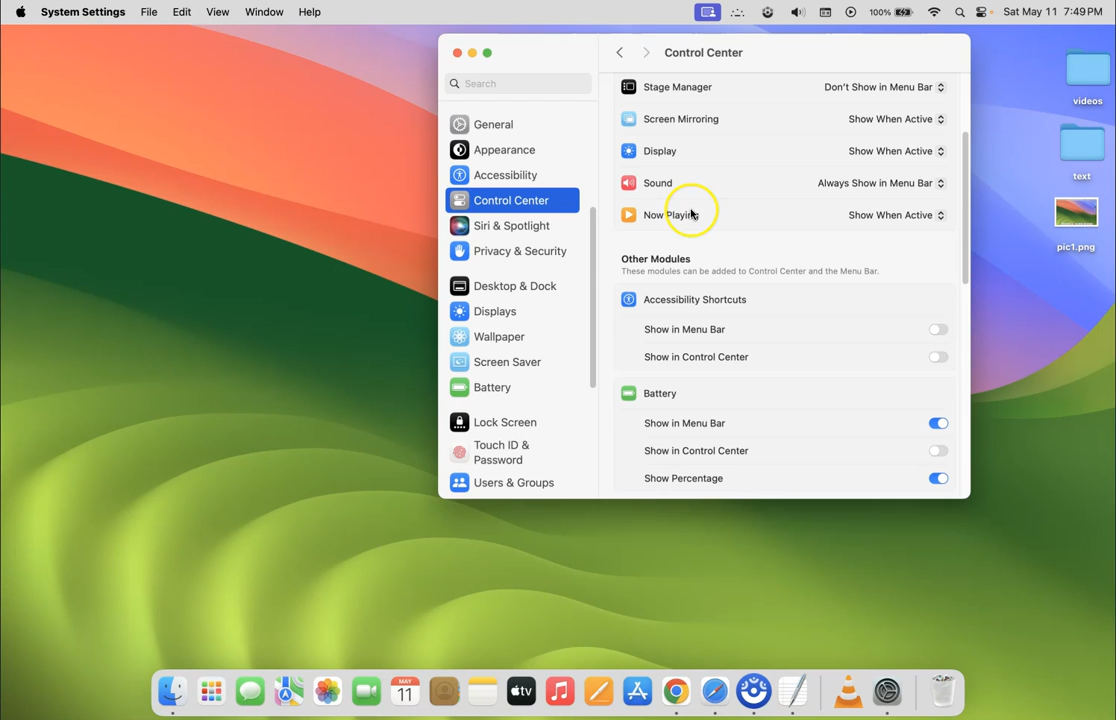 System Settings File Edit View Window Help 100% Sat May 11 7:49 PM
Control Center
Search
General
Appearance
Accessibility
Control Center
Siri & Spotlight
Privacy & Security
Desktop & Dock
Displays
Wallpaper
Screen Saver
Battery
Lock Screen
Touch ID &
Password
Users & Groups
Stage Manager Don't Show in Menu Bar
Screen Mirroring Show When Active
Display Show When Active
Sound Always Show in Menu Bar
Now Playing Show When Active
Other Modules
These modules can be added to Control Center and the Menu Bar.
Accessibility Shortcuts
Show in Menu Bar
Show in Control Center
Battery
Show in Menu Bar
Show in Control Center
Show Percentage
videos
text
pic1.png
MAY
11
tv